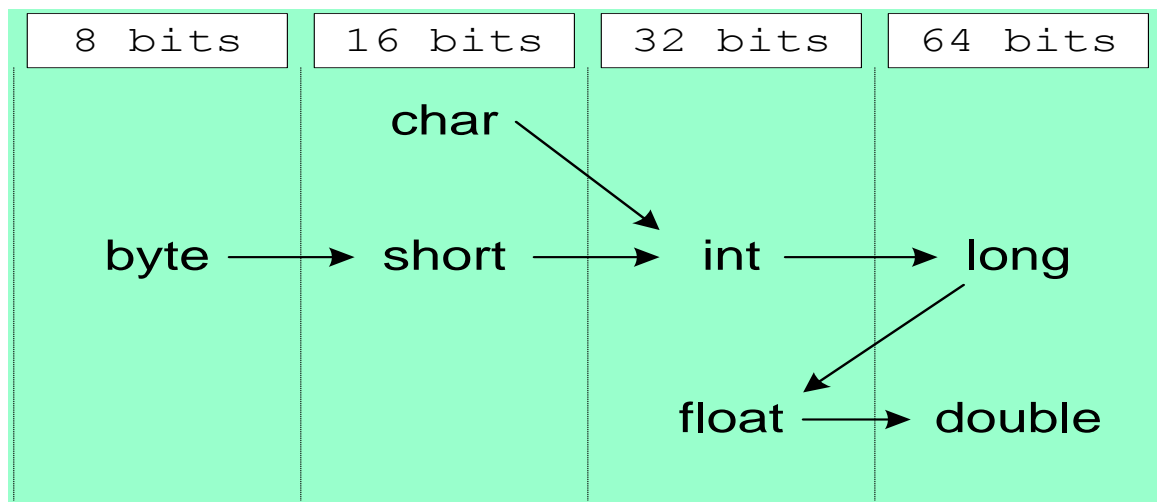 8 bits 16 bits 32 bits 64 bits
char
byte short int long
float double